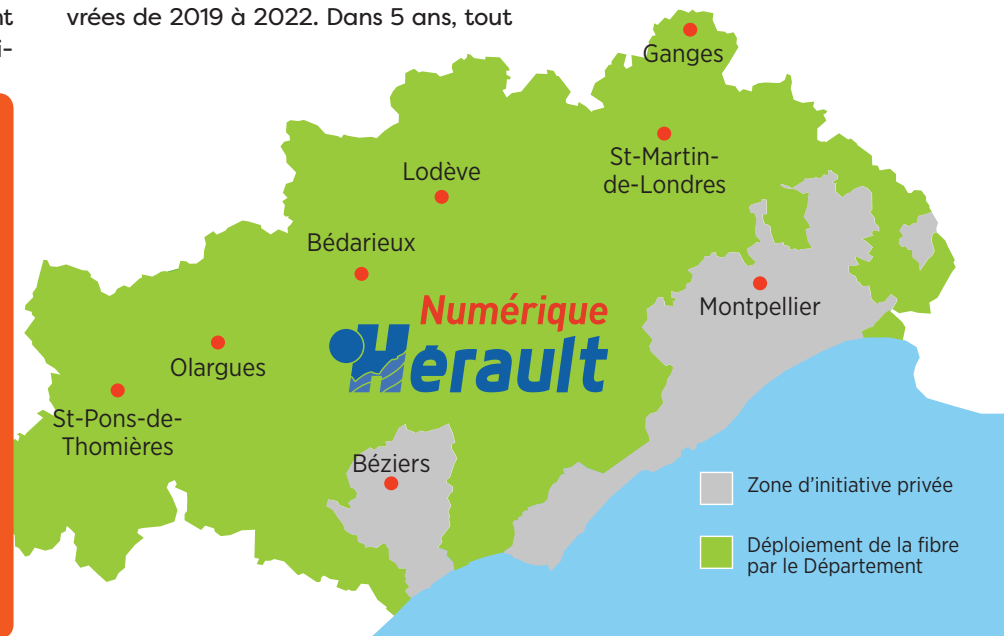 nt
i-
vrées de 2019 à 2022. Dans 5 ans, tout
Ganges
St-Martin-
de-Londres
Lodève
Bédarieux
Montpellier
Numérique
Hérault
Olargues
St-Pons-de-
Thomières
Béziers
Zone d'initiative privée
Déploiement de la fibre
par le Département